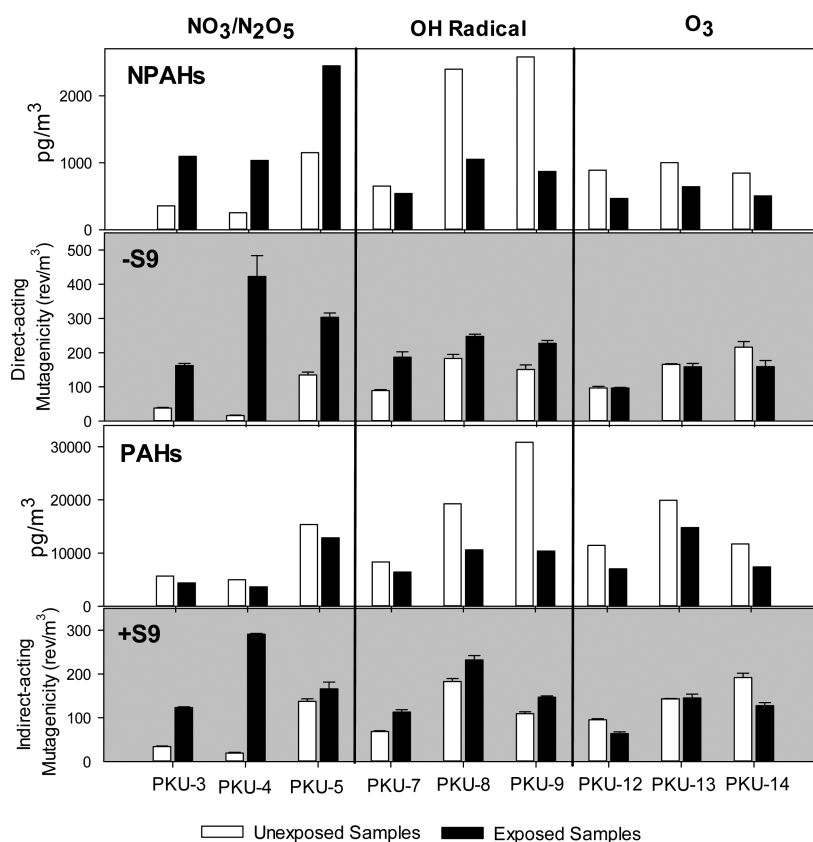 NO3/N2O5 OH Radical O3
NPAHs
pg/m3
2000
1000
0
-S9
Direct-acting
Mutagenicity (rev/m3)
500
400
300
200
100
0
PAHs
pg/m3
30000
20000
10000
0
+S9
Indirect-acting
Mutagenicity (rev/m3)
300
200
100
0
PKU-3 PKU-4 PKU-5 PKU-7 PKU-8 PKU-9 PKU-12 PKU-13 PKU-14
Unexposed Samples Exposed Samples